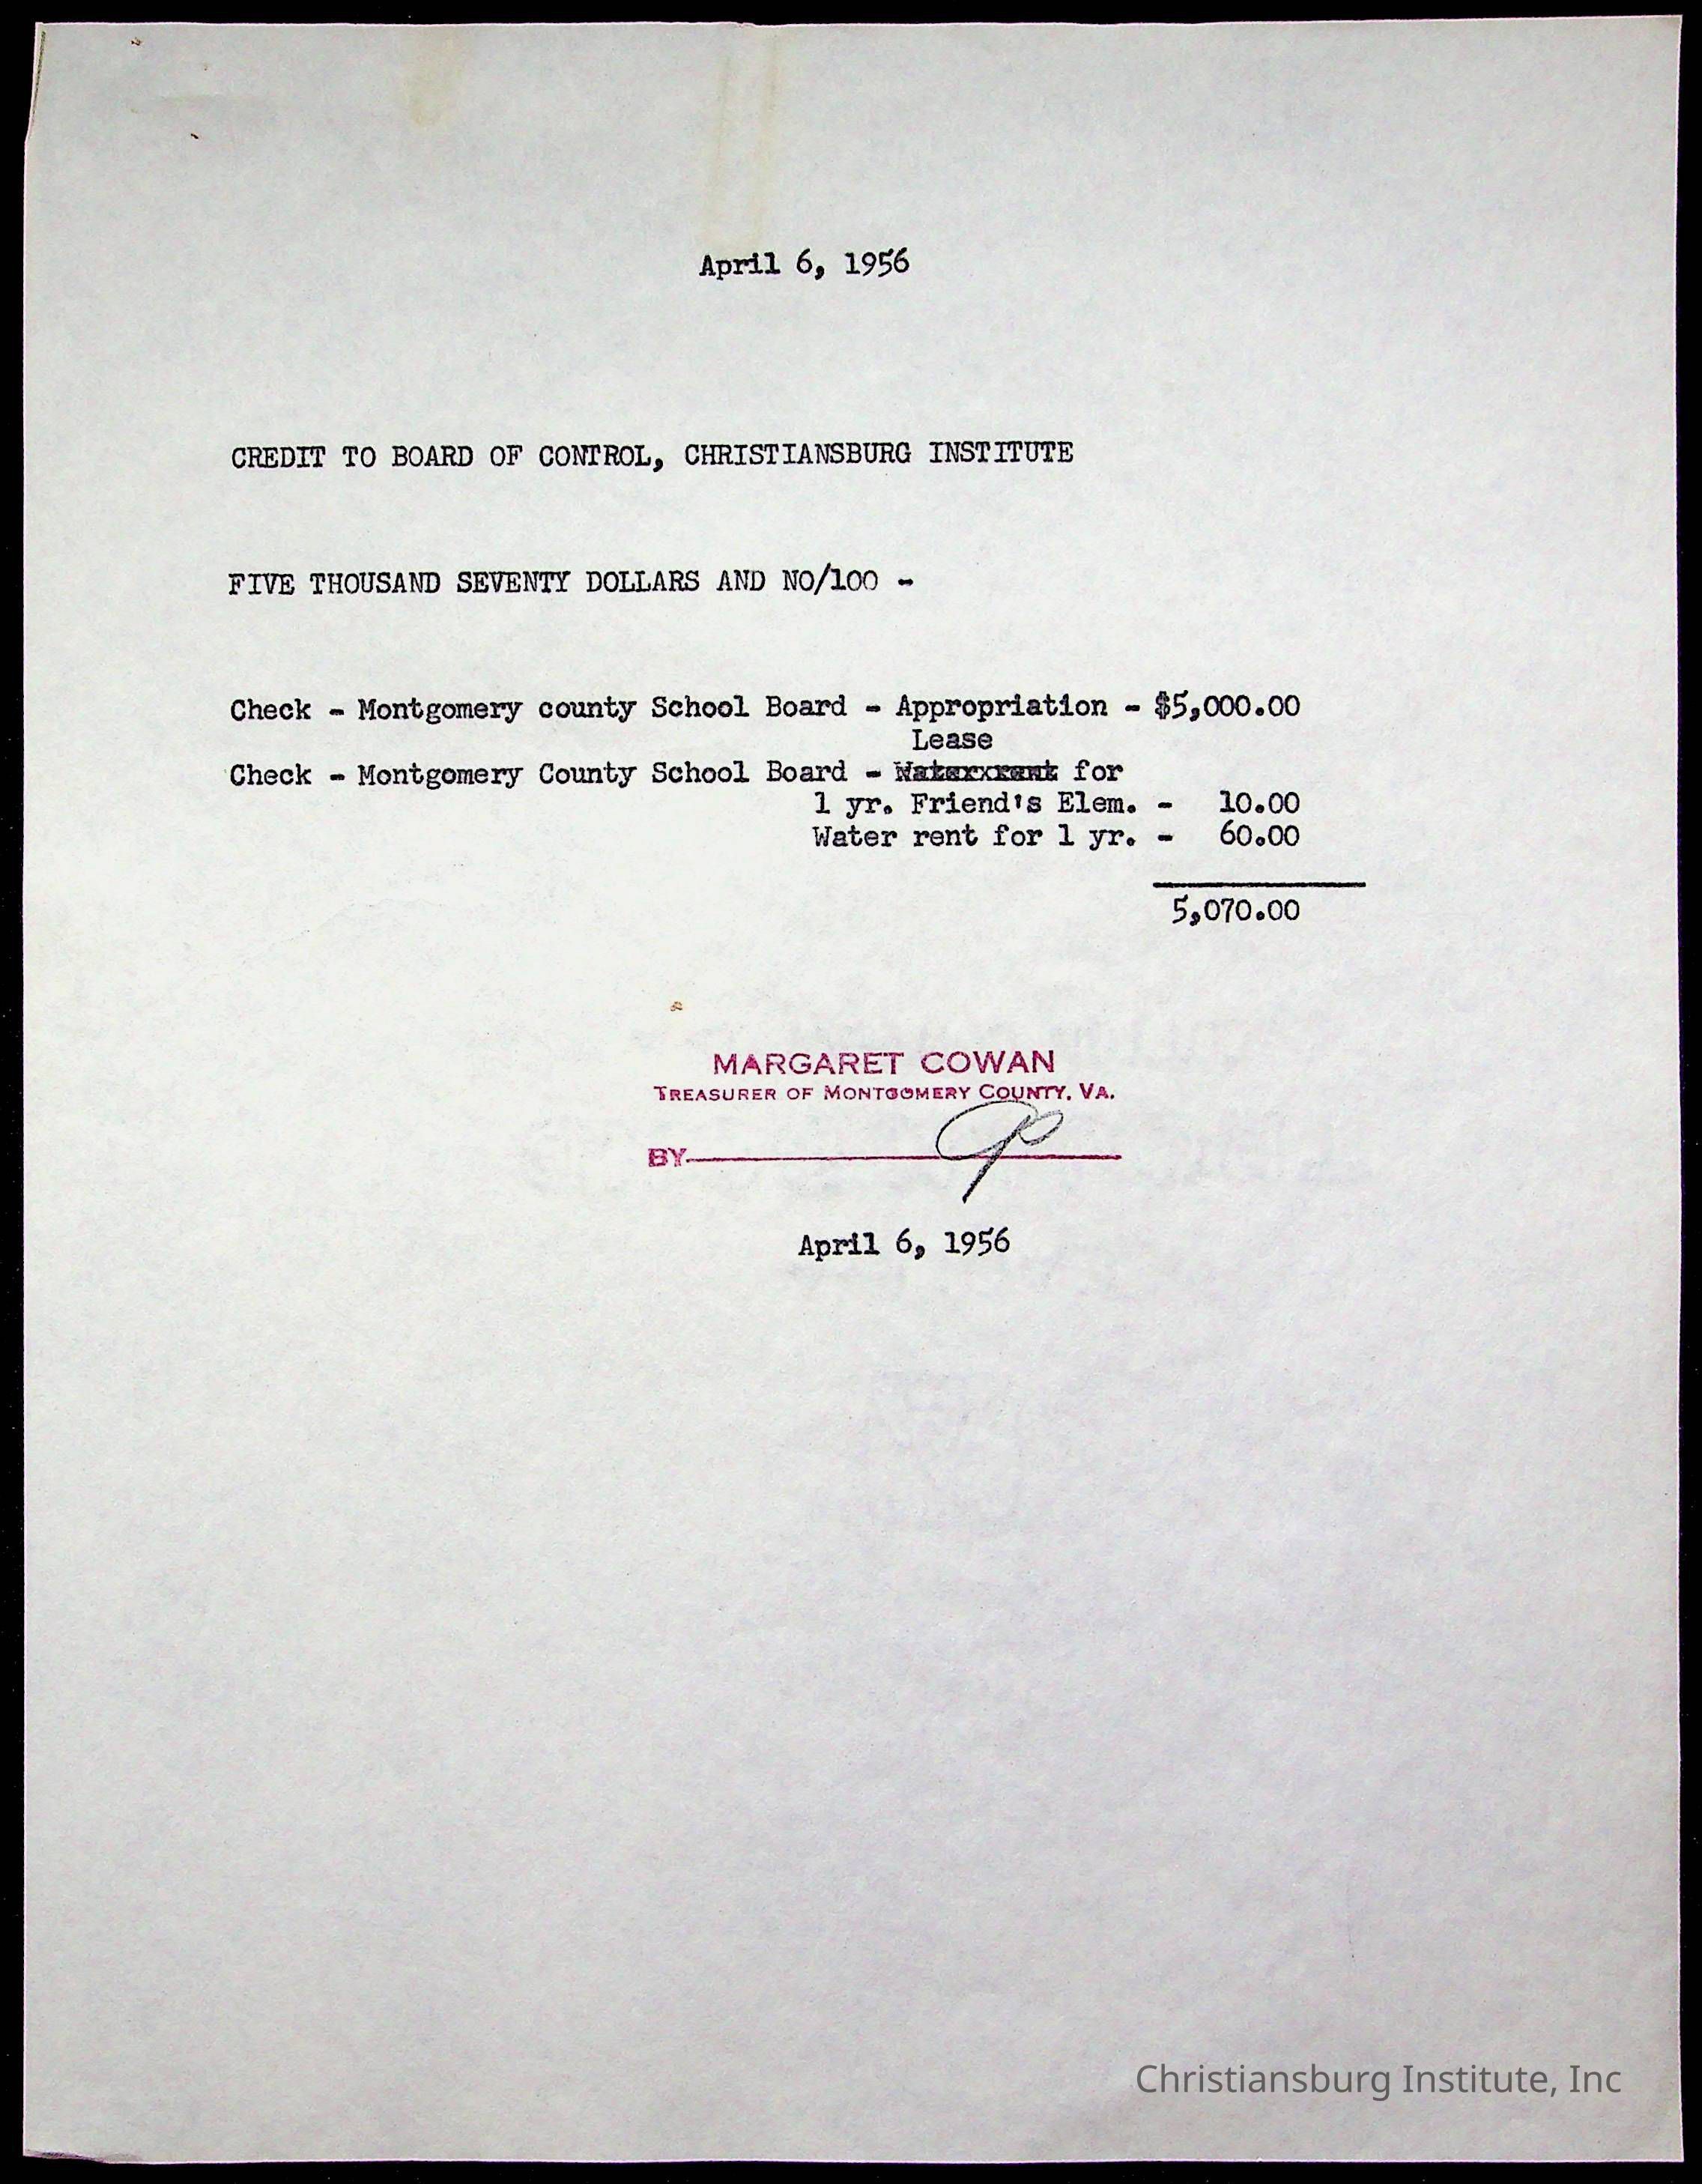 April 6, 1956
CREDIT TO BOARD OF CONTROL, CHRISTIANSBURG INSTITUTE
FIVE THOUSAND SEVENTY DOLLARS AND NO/100 -
Check - Montgomery county School Board - Appropriation - $5,000.00
Lease
Check - Montgomery County School Board - Waterxrent for
1 yr. Friend's Elem. - 10.00
Water rent for 1 yr. - 60.00
5,070.00
MARGARET COWAN
TREASURER OF MONTGOMERY COUNTY, VA.
BY
April 6, 1956
Christiansburg Institute, Inc